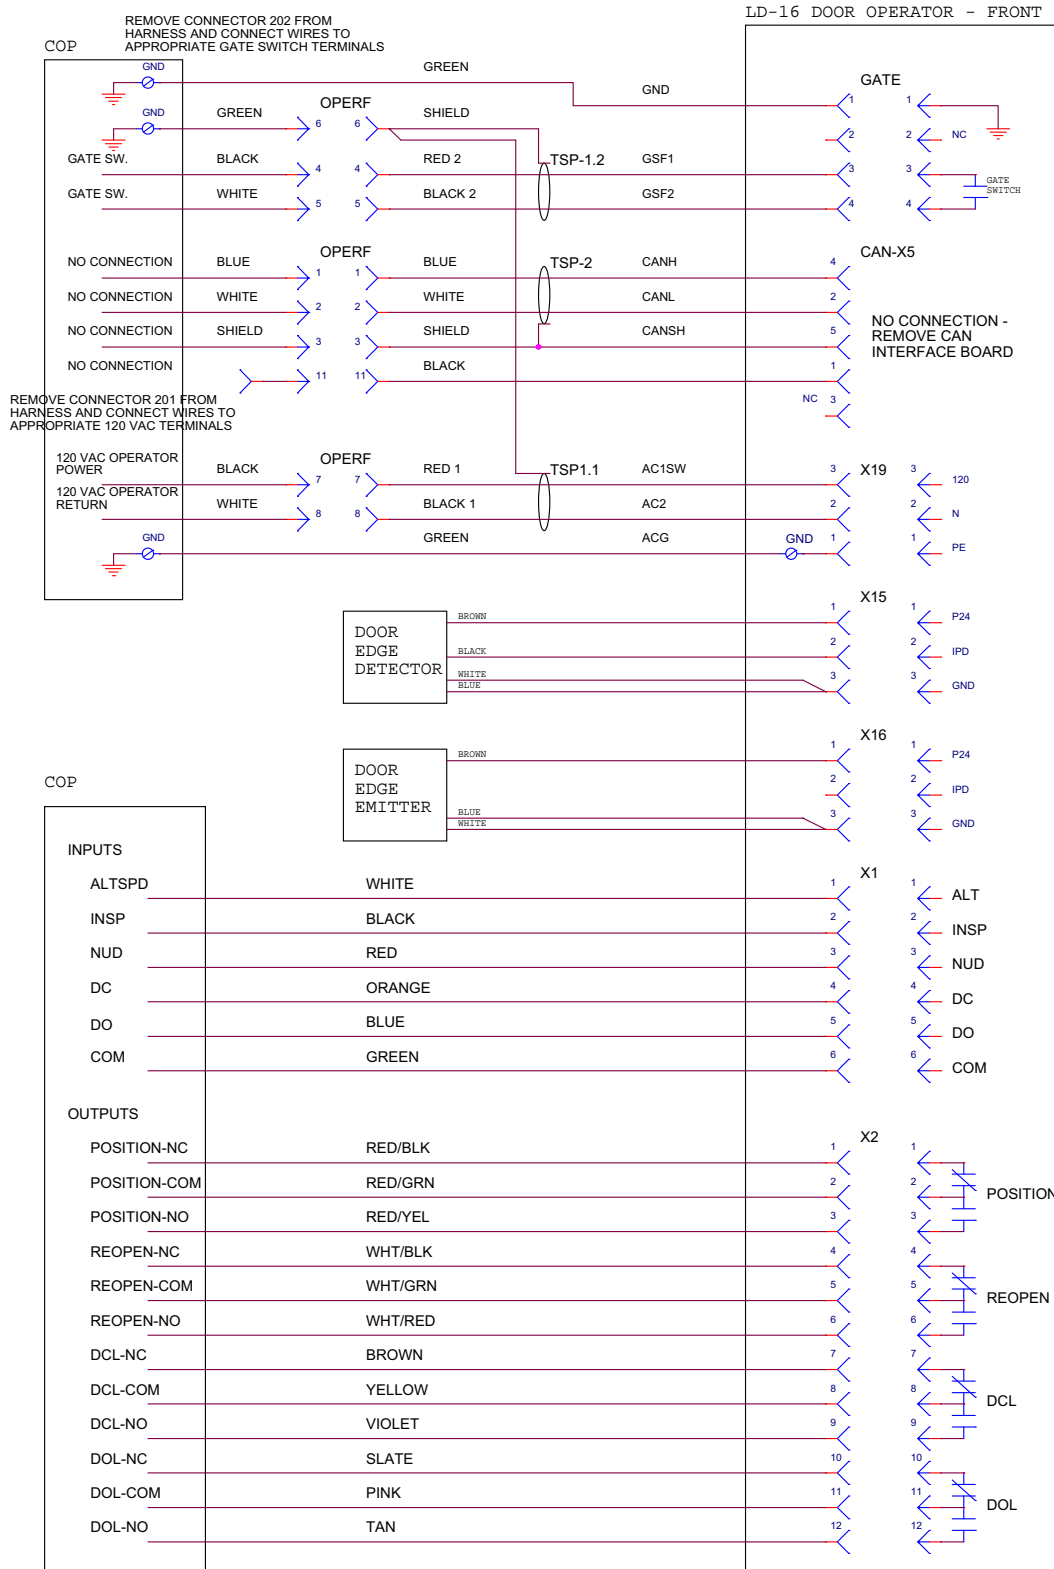 LD-16 DOOR OPERATOR - FRONT
REMOVE CONNECTOR 202 FROM
HARNESS AND CONNECT WIRES TO
APPROPRIATE GATE SWITCH TERMINALS
COP
GND GREEN GND GATE
1 1
GND GREEN OPERF SHIELD
6 6 2 2 NC
GATE SW. BLACK RED 2 TSP-1.2 GSF1
4 4 3 3
GATE
SWITCH
GATE SW. WHITE BLACK 2 GSF2
5 5 4 4
OPERF CAN-X5
NO CONNECTION BLUE BLUE TSP-2 CANH 4
1 1
NO CONNECTION WHITE WHITE CANL 2
2 2
NO CONNECTION SHIELD SHIELD CANSH 5
3 3
NO CONNECTION -
REMOVE CAN
INTERFACE BOARD
NO CONNECTION BLACK 1
11 11
NC 3
REMOVE CONNECTOR 201 FROM
HARNESS AND CONNECT WIRES TO
APPROPRIATE 120 VAC TERMINALS
OPERF X19
120 VAC OPERATOR
POWER
BLACK RED 1 TSP1.1 AC1SW 3 3 120
7 7
120 VAC OPERATOR
RETURN
WHITE BLACK 1 AC2 2 2 N
8 8
GND GREEN ACG GND 1 1 PE
X15
DOOR
EDGE
DETECTOR
BROWN 1 1 P24
BLACK 2 2 IPD
WHITE 3 3 GND
BLUE
X16
DOOR
EDGE
EMITTER
BROWN 1 1 P24
2 2 IPD
BLUE 3 3 GND
WHITE
COP
INPUTS
X1
ALTSPD WHITE 1 1 ALT
INSP BLACK 2 2 INSP
NUD RED 3 3 NUD
DC ORANGE 4 4 DC
DO BLUE 5 5 DO
COM GREEN 6 6 COM
OUTPUTS
X2
POSITION-NC RED/BLK 1 1
POSITION-COM RED/GRN 2 2 POSITION
POSITION-NO RED/YEL 3 3
REOPEN-NC WHT/BLK 4 4
REOPEN-COM WHT/GRN 5 5 REOPEN
REOPEN-NO WHT/RED 6 6
DCL-NC BROWN 7 7
DCL-COM YELLOW 8 8 DCL
DCL-NO VIOLET 9 9
DOL-NC SLATE 10 10
DOL-COM PINK 11 11 DOL
DOL-NO TAN 12 12